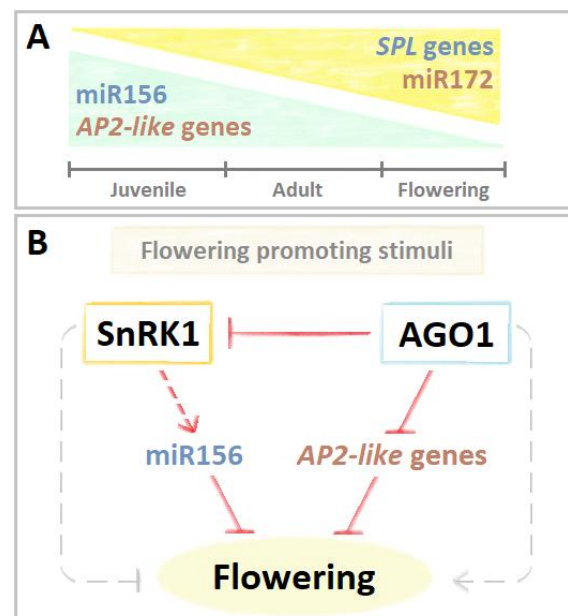 A
SPL genes
miR172
miR156
AP2-like genes
Juvenile Adult Flowering
B
Flowering promoting stimuli
SnRK1 AGO1
miR156 AP2-like genes
Flowering